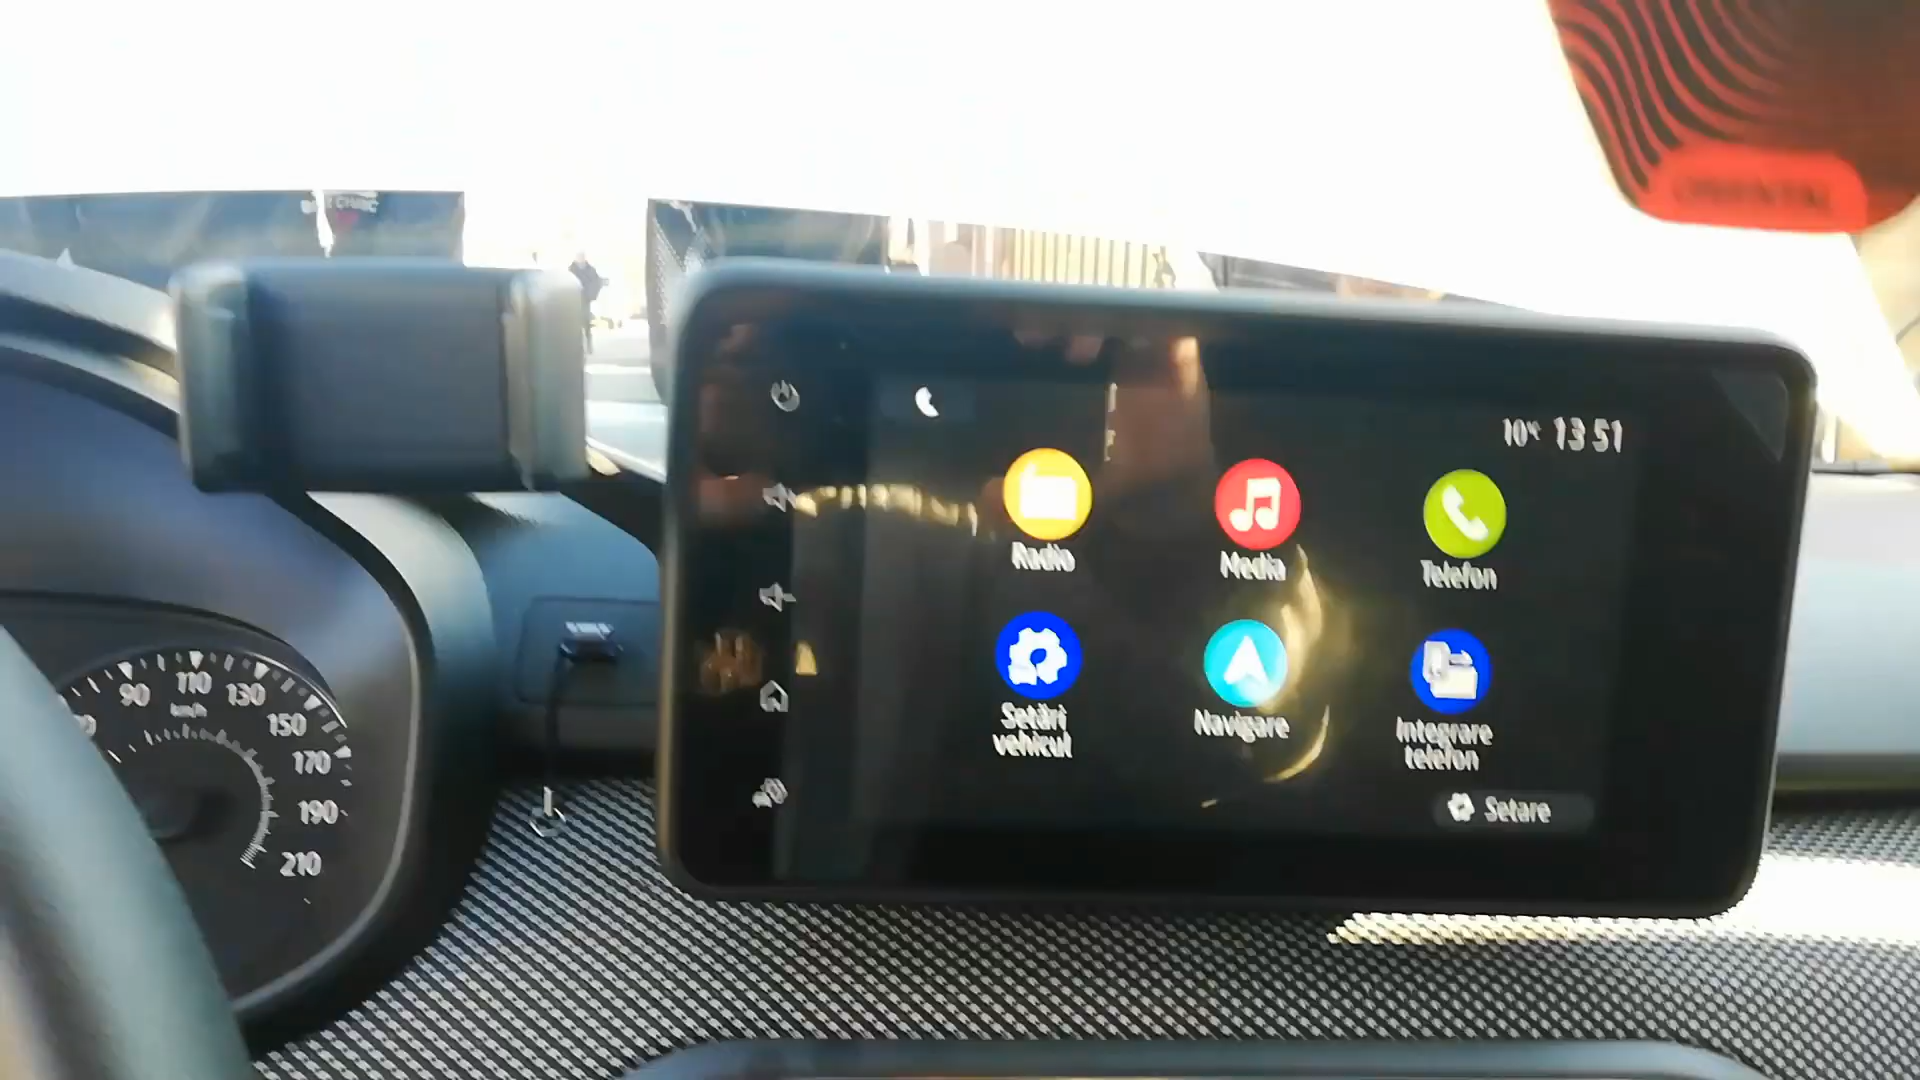 10°C 13 51
Radio
Media
Telefon
Setări
vehicul
Navigare
Integrare
telefon
Setare
90
110
130
150
170
190
210
km/h